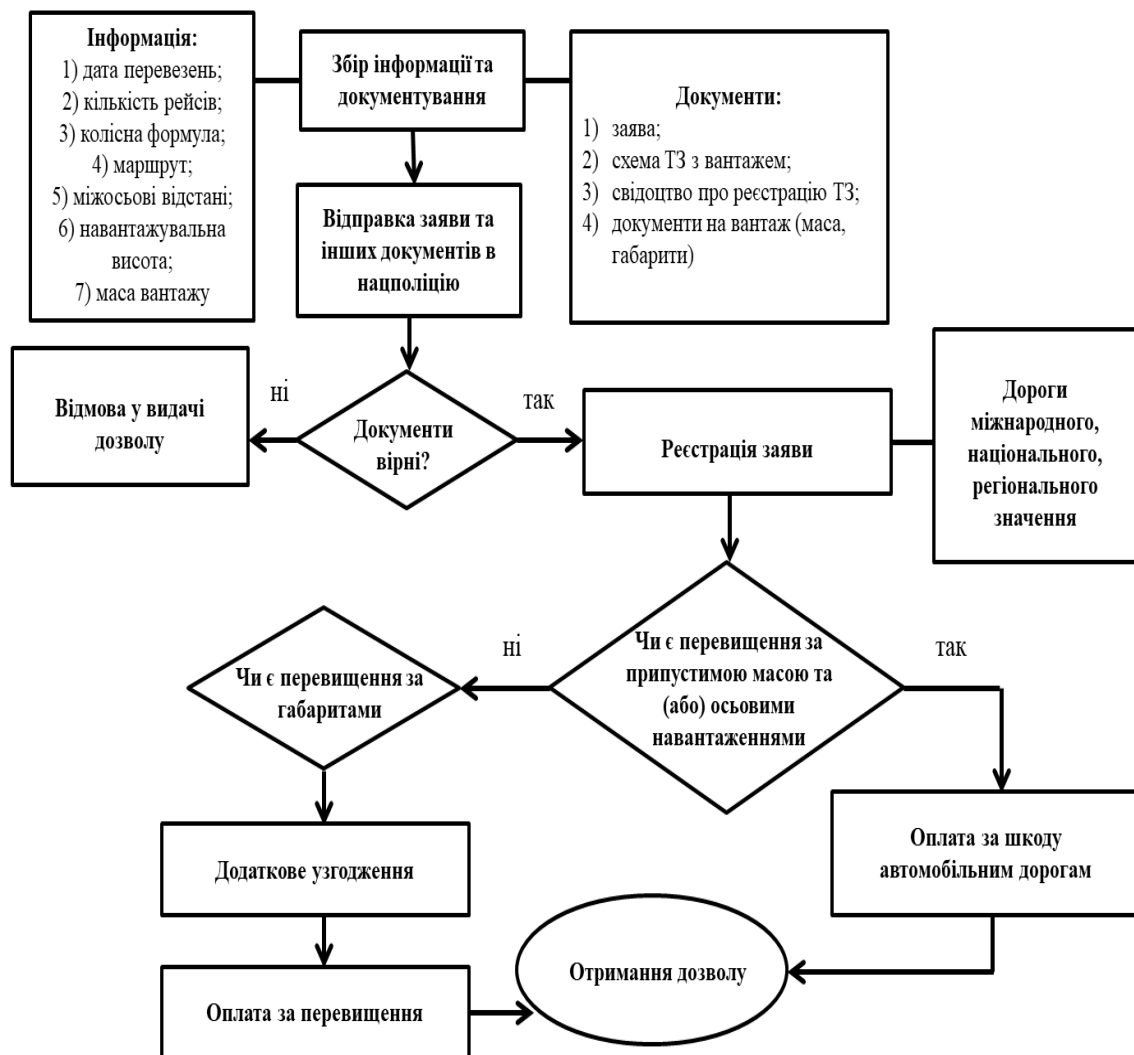 Інформація:
1) дата перевезень;
2) кількість рейсів;
3) колісна формула;
4) маршрут;
5) міжосьові відстані;
6) навантажувальна
висота;
7) маса вантажу
Збір інформації та
документування
Документи:
1) заява;
2) схема ТЗ з вантажем;
3) свідоцтво про реєстрацію ТЗ;
4) документи на вантаж (маса,
габарити)
Відправка заяви та
інших документів в
нацполіцію
Відмова у видачі
дозволу
ні
Документи
вірні?
так
Реєстрація заяви
Дороги
міжнародного,
національного,
регіонального
значення
Чи є перевищення за
габаритами
ні
Чи є перевищення за
припустимою масою та
(або) осьовими
навантаженнями
так
Додаткове узгодження
Оплата за шкоду
автомобільним дорогам
Оплата за перевищення
Отримання дозволу